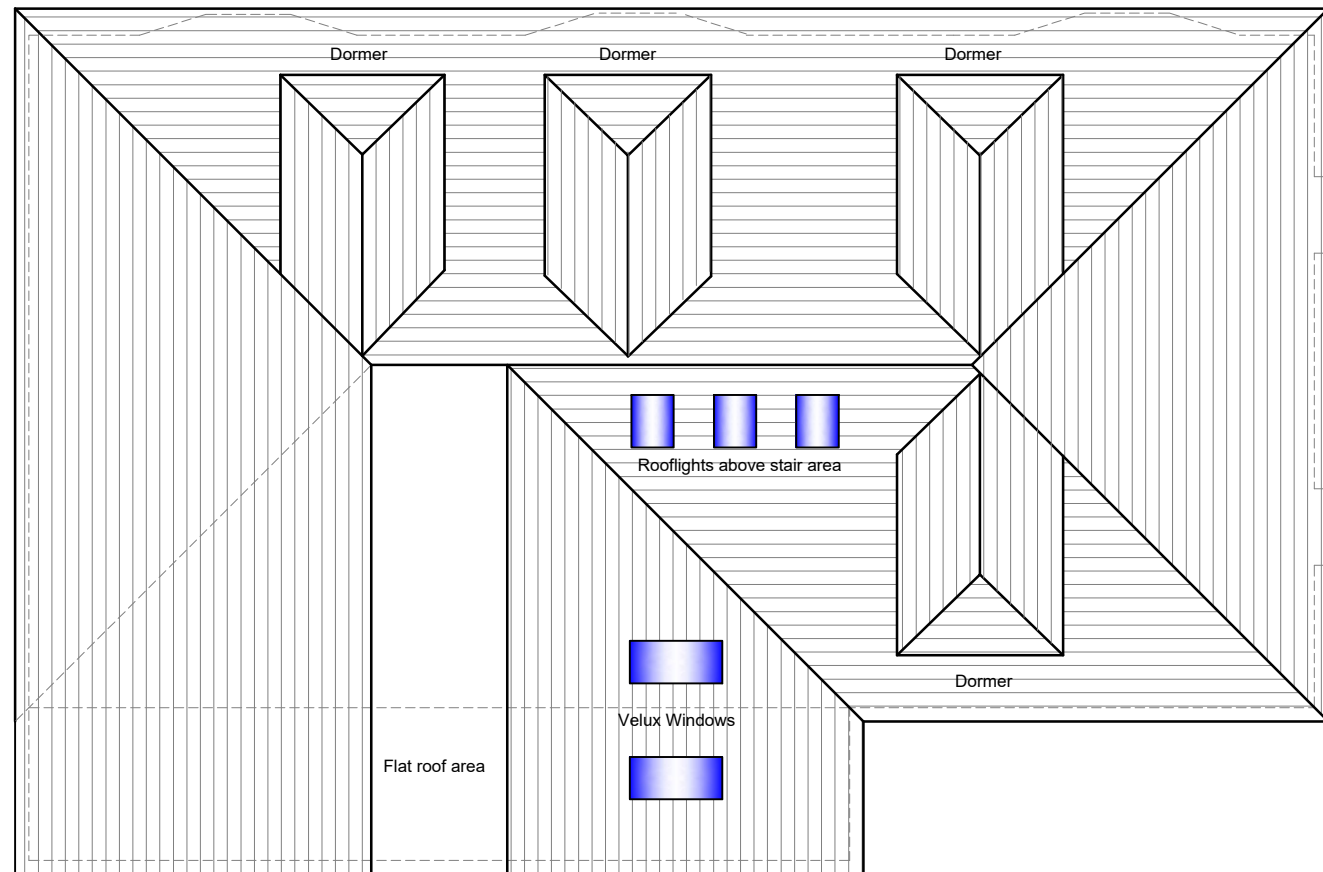 Dormer
Dormer
Dormer
Rooflights above stair area
Dormer
Velux Windows
Flat roof area